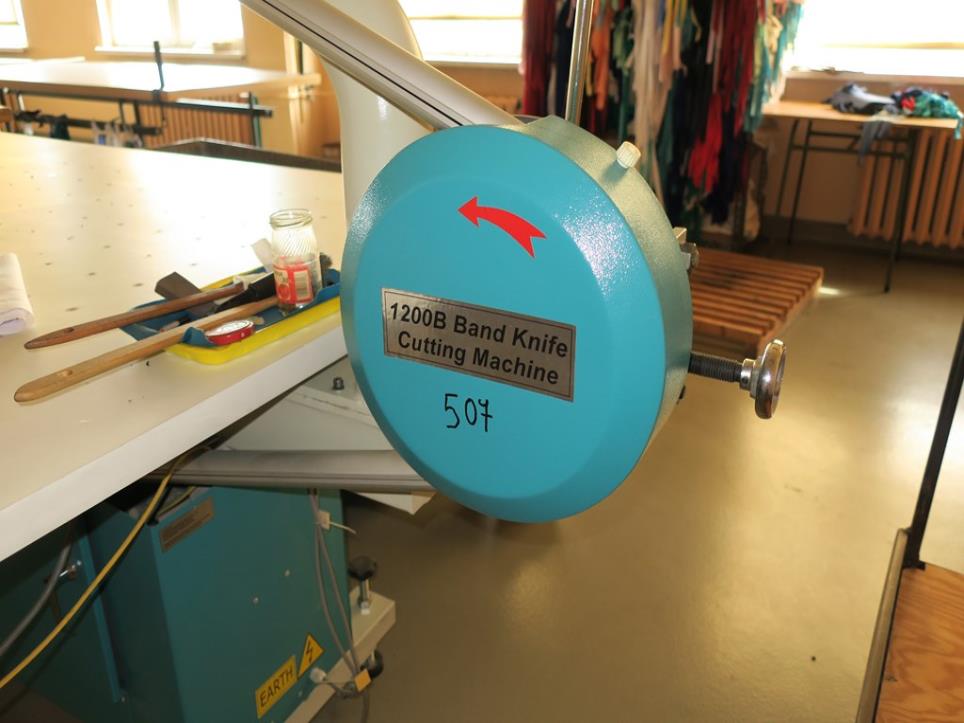 1200B Band Knife
Cutting Machine
507
EARTH